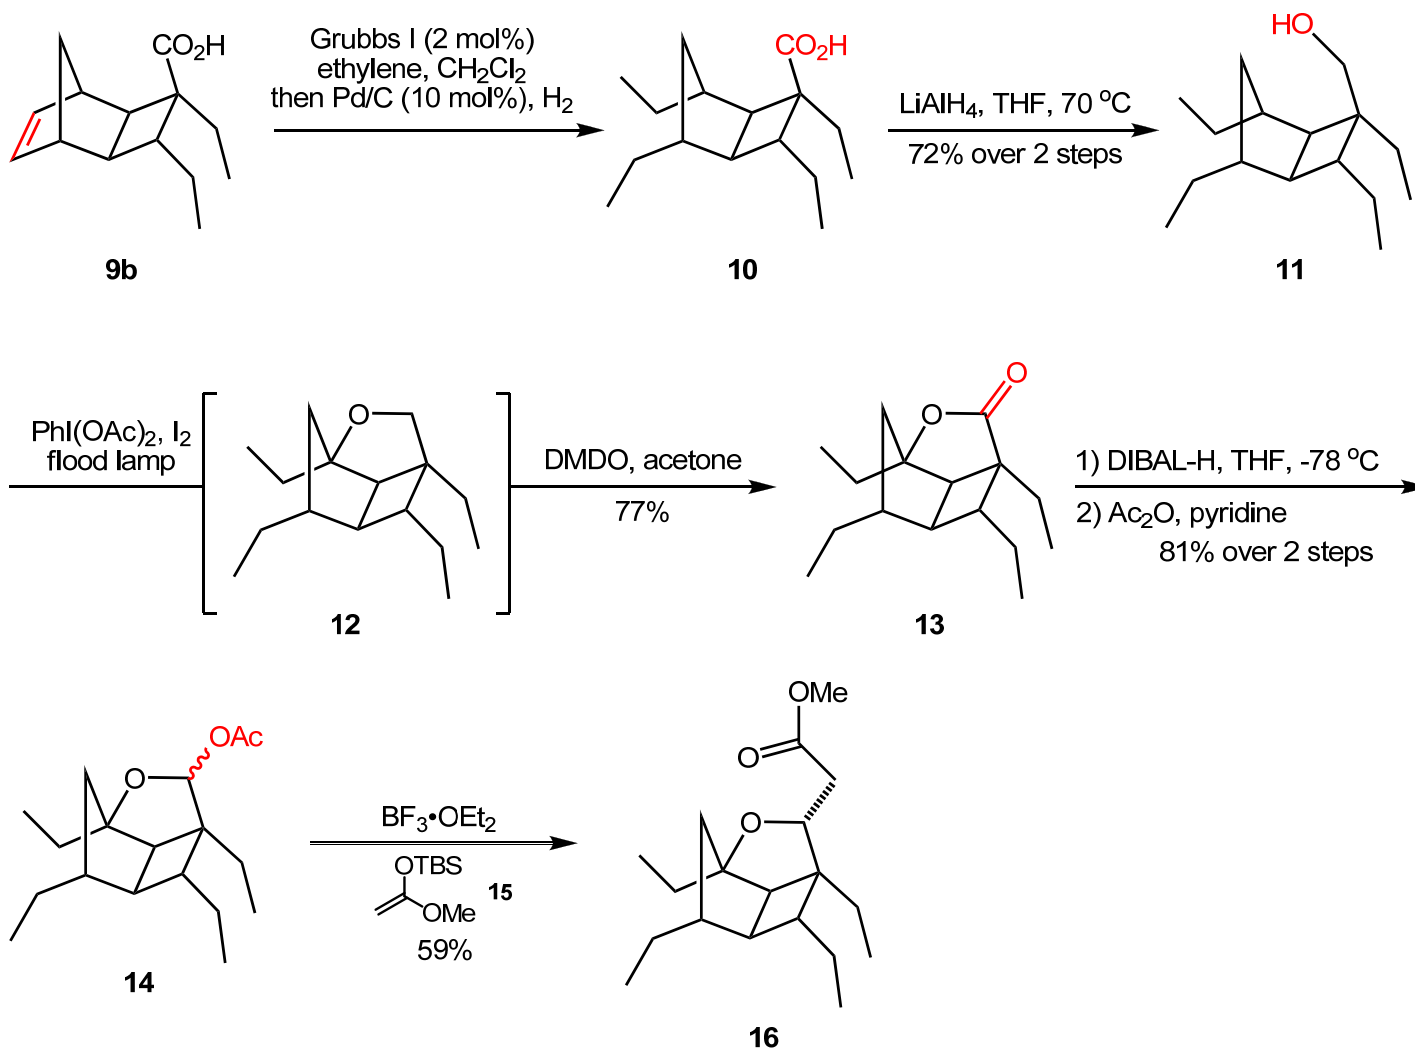 CO₂H
Grubbs I (2 mol%)
ethylene, CH₂Cl₂
then Pd/C (10 mol%), H₂
CO₂H
LiAlH₄, THF, 70 °C
72% over 2 steps
HO
9b
10
11
PhI(OAc)₂, I₂
flood lamp
O
12
DMDO, acetone
77%
O
O
13
1) DIBAL-H, THF, -78 °C
2) Ac₂O, pyridine
81% over 2 steps
OAc
O
14
BF₃•OEt₂
OTBS
OMe
15
59%
OMe
O
O
16